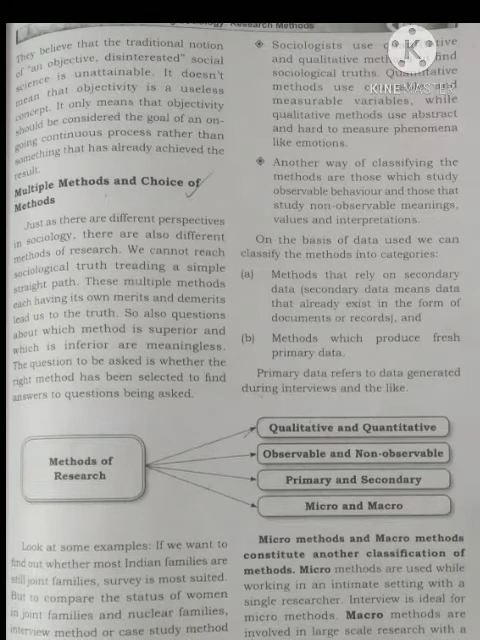 Sociology: Research Methods
KINEMASTER
They believe that the traditional notion
of "an objective, disinterested" social
science is unattainable. It doesn't
mean that objectivity is a useless
concept. It only means that objectivity
should be considered the goal of an on-
going continuous process rather than
something that has already achieved the
result.
Multiple Methods and Choice of
Methods
Just as there are different perspectives
in sociology, there are also different
methods of research. We cannot reach
sociological truth treading a simple
straight path. These multiple methods
each having its own merits and demerits
lead us to the truth. So also questions
about which method is superior and
which is inferior are meaningless.
The question to be asked is whether the
right method has been selected to find
answers to questions being asked.
❖ Sociologists use
and qualitative find
sociological truths. Quantitative
methods use
measurable variables, while
qualitative methods use abstract
and hard to measure phenomena
like emotions.
❖ Another way of classifying the
methods are those which study
observable behaviour and those that
study non-observable meanings,
values and interpretations.
On the basis of data used we can
classify the methods into categories:
(a) Methods that rely on secondary
data (secondary data means data
that already exist in the form of
documents or records), and
(b) Methods which produce fresh
primary data.
Primary data refers to data generated
during interviews and the like.
Methods of
Research
Qualitative and Quantitative
Observable and Non-observable
Primary and Secondary
Micro and Macro
Look at some examples: If we want to
find out whether most Indian families are
still joint families, survey is most suited.
But to compare the status of women
in joint families and nuclear families,
interview method or case study method
Micro methods and Macro methods
constitute another classification of
methods. Micro methods are used while
working in an intimate setting with a
single researcher. Interview is ideal for
micro methods. Macro methods are
involved in large scale research with a